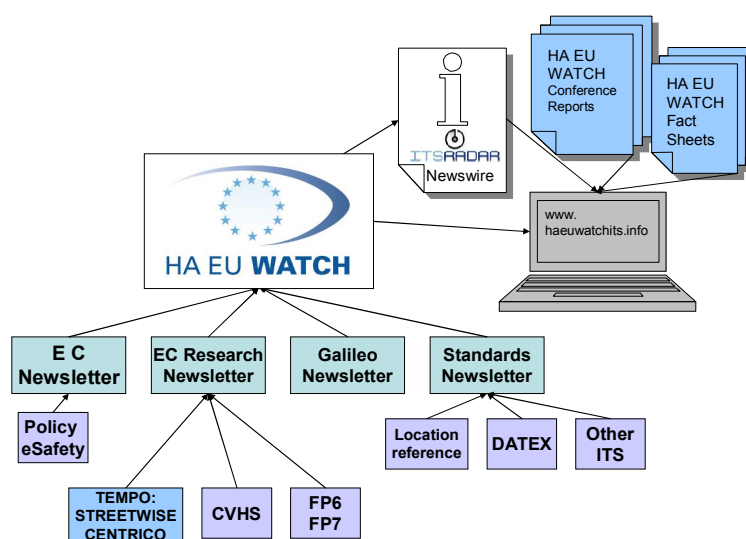 ITSRADAR
Newswire
HA EU
WATCH
Conference
Reports
HA EU
WATCH
Fact
Sheets
HA EU WATCH
www.
haeuwatchits.info
E C
Newsletter
EC Research
Newsletter
Galileo
Newsletter
Standards
Newsletter
Policy
eSafety
Location
reference
DATEX
Other
ITS
TEMPO:
STREETWISE
CENTRICO
CVHS
FP6
FP7